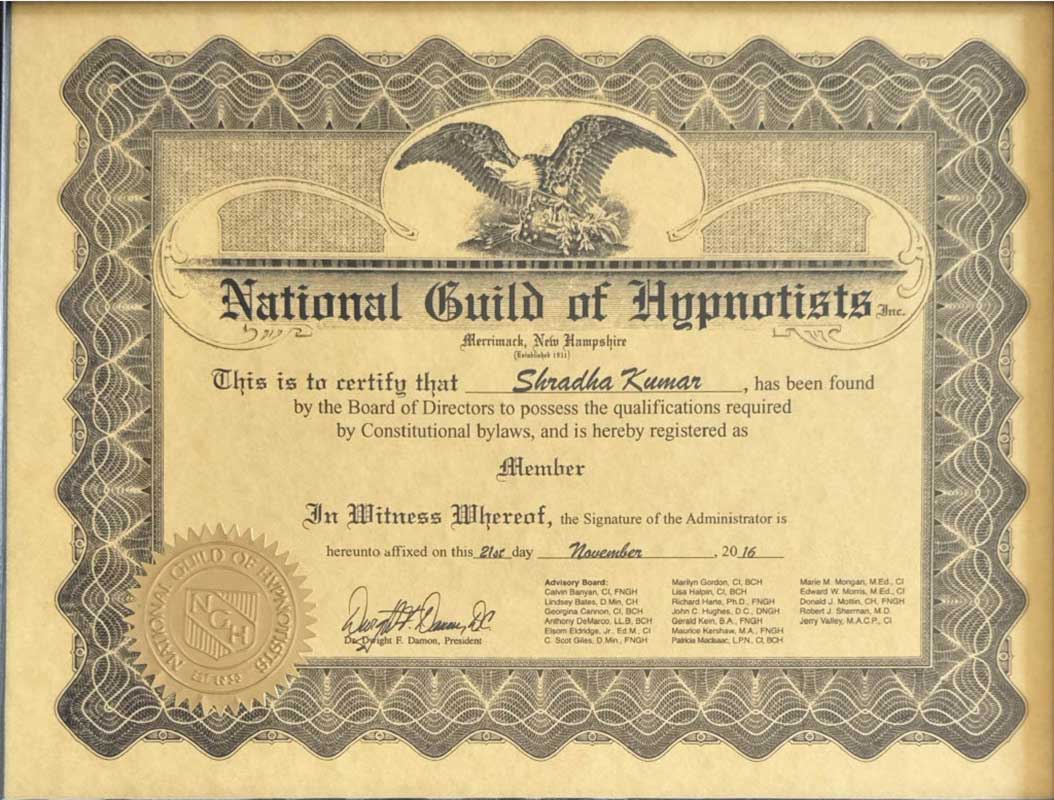 National Guild of Hypnotists Inc.
Merrimack, New Hampshire
(Established 1951)
This is to certify that Shradha Kumar, has been found
by the Board of Directors to possess the qualifications required
by Constitutional bylaws, and is hereby registered as
Member
In Witness Whereof, the Signature of the Administrator is
hereunto affixed on this 21st day November, 2016
Advisory Board:
Calvin Banyan, CI, FNGH
Lindsey Bates, D.Min, CH
Georgina Cannon, CI, BCH
Anthony DeMarco, LL.B, BCH
Elsom Eldridge, Jr., Ed.M., CI
C. Scot Giles, D.Min., FNGH
Marilyn Gordon, CI, BCH
Lisa Halpin, CI, BCH
Richard Harte, Ph.D., FNGH
John C. Hughes, D.C., DNGH
Gerald Kein, B.A., FNGH
Maurice Kershaw, M.A., FNGH
Patricia MacIsaac, L.P.N., CI, BCH
Marie M. Mongan, M.Ed., CI
Edward W. Morris, M.Ed., CI
Donald J. Mottin, CH, FNGH
Robert J. Sherman, M.D.
Jerry Valley, M.A.C.P., CI
Dwight F. Damon, DC
Dr. Dwight F. Damon, President
NATIONAL GUILD OF HYPNOTISTS
NGH